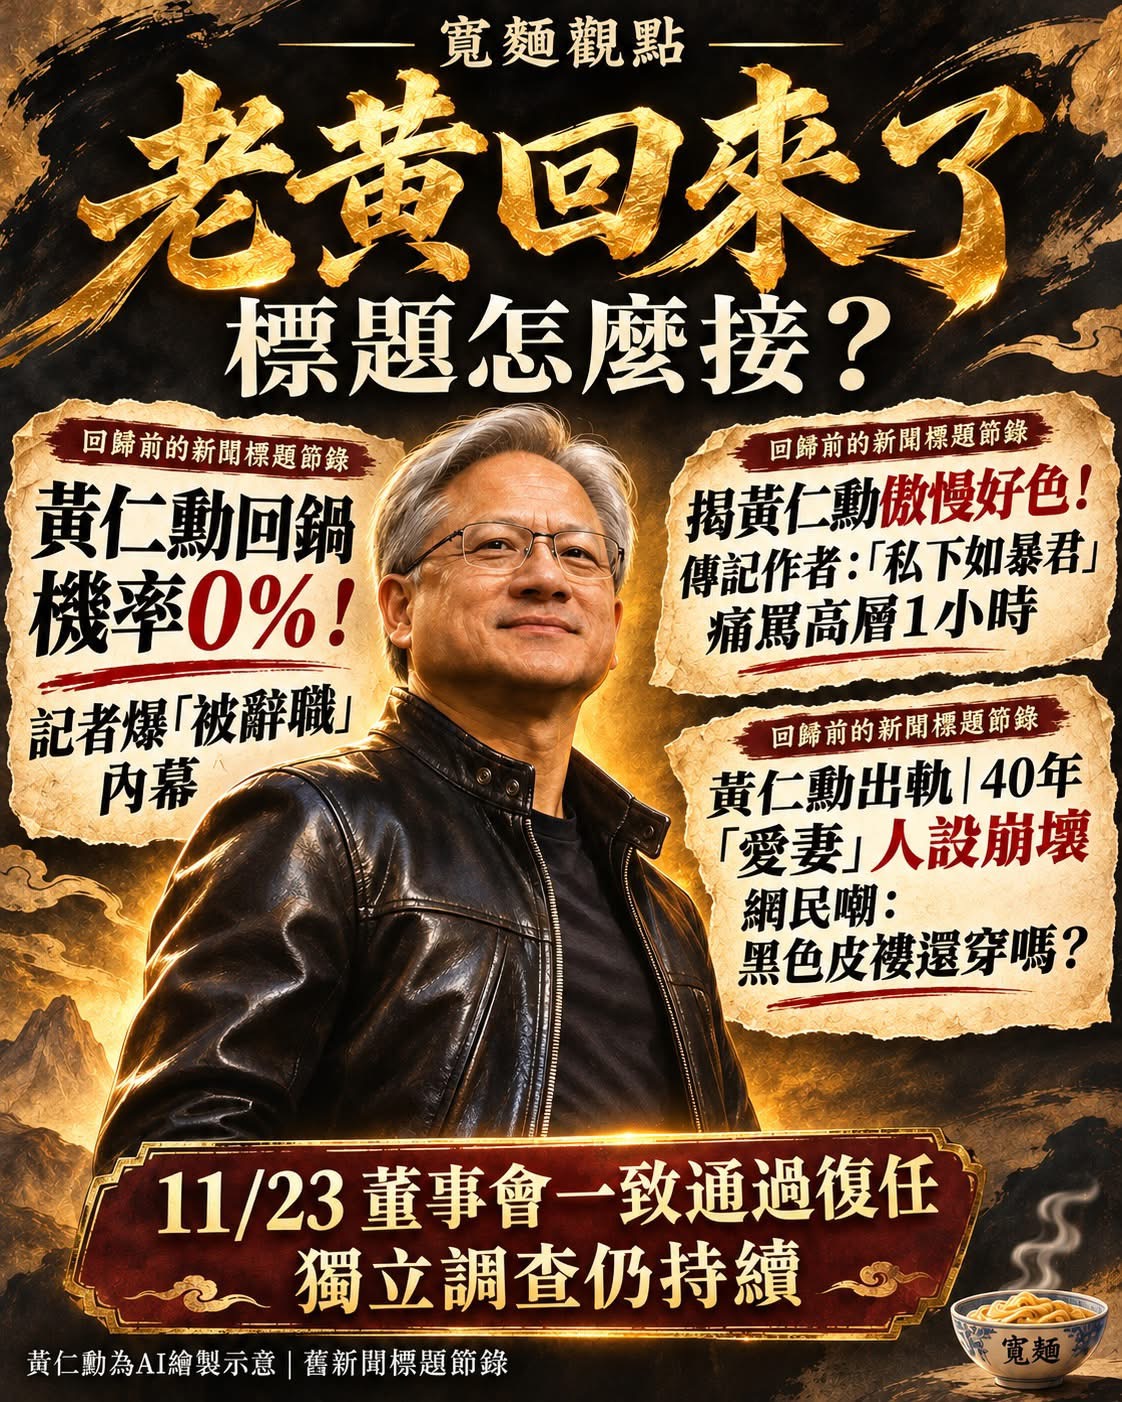 寬麵觀點
老黃回來了
標題怎麼接？
回歸前的新聞標題節錄
黃仁勳回鍋
機率0%！
記者爆「被辭職」
內幕
回歸前的新聞標題節錄
揭黃仁勳傲慢好色！
傳記作者：「私下如暴君」
痛罵高層1小時
回歸前的新聞標題節錄
黃仁勳出軌｜40年
「愛妻」人設崩壞
網民嘲：
黑色皮褸還穿嗎？
11/23 董事會一致通過復任
獨立調查仍持續
寬麵
黃仁勳為AI繪製示意｜舊新聞標題節錄